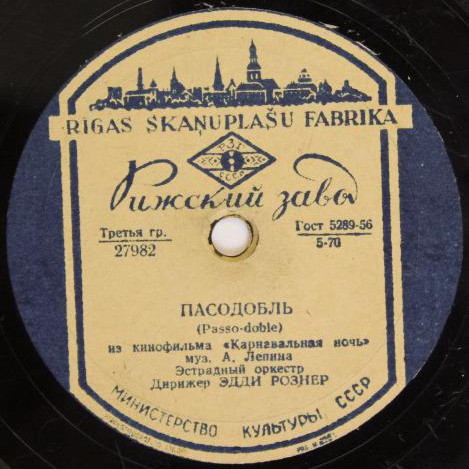 RĪGAS SKAŅUPLAŠU FABRIKA
РЗГ
СССР
Рижский завод
Третья гр.
27982
Гост 5289-56
5-70
ПАСОДОБЛЬ
(Passo-doble)
из кинофильма «Карнавальная ночь»
муз. А. Лепина
Эстрадный оркестр
Дирижер ЭДДИ РОЗНЕР
МИНИСТЕРСТВО КУЛЬТУРЫ СССР